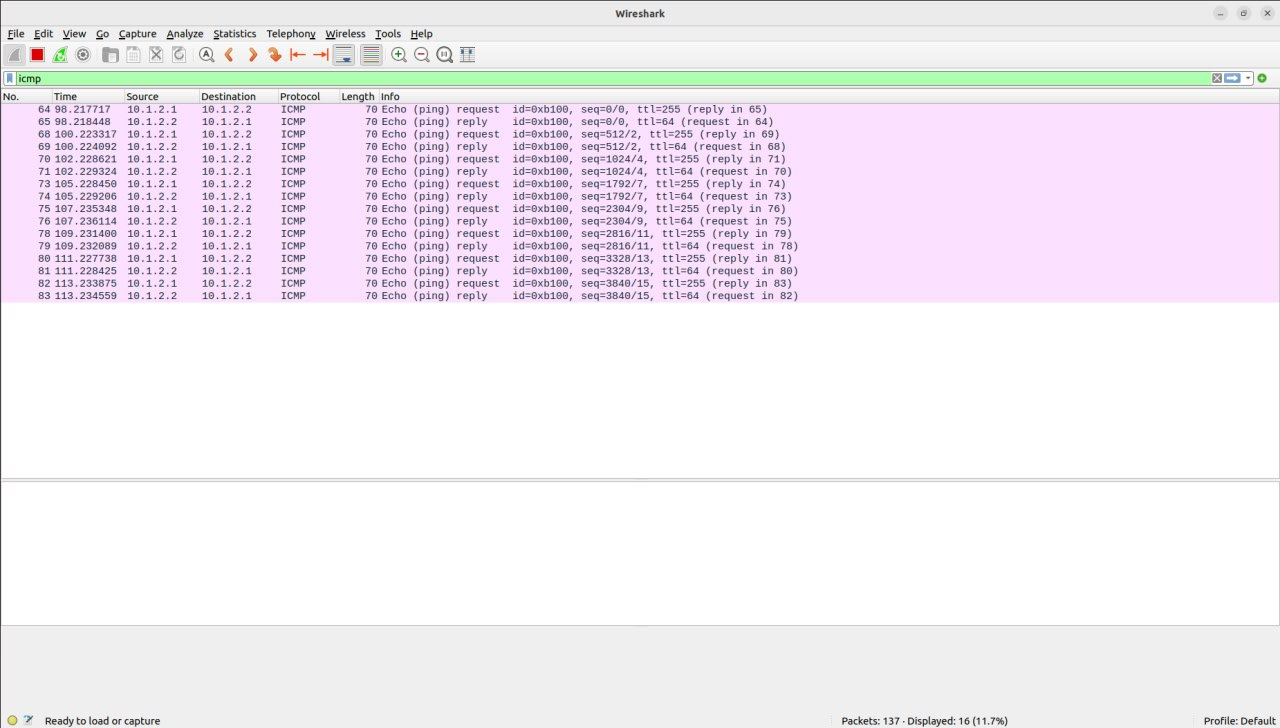 Wireshark
File Edit View Go Capture Analyze Statistics Telephony Wireless Tools Help
icmp
No. Time Source Destination Protocol Length Info
64 98.217717 10.1.2.1 10.1.2.2 ICMP 70 Echo (ping) request id=0xb100, seq=0/0, ttl=255 (reply in 65)
65 98.218448 10.1.2.2 10.1.2.1 ICMP 70 Echo (ping) reply id=0xb100, seq=0/0, ttl=64 (request in 64)
68 100.223317 10.1.2.1 10.1.2.2 ICMP 70 Echo (ping) request id=0xb100, seq=512/2, ttl=255 (reply in 69)
69 100.224092 10.1.2.2 10.1.2.1 ICMP 70 Echo (ping) reply id=0xb100, seq=512/2, ttl=64 (request in 68)
70 102.228621 10.1.2.1 10.1.2.2 ICMP 70 Echo (ping) request id=0xb100, seq=1024/4, ttl=255 (reply in 71)
71 102.229324 10.1.2.2 10.1.2.1 ICMP 70 Echo (ping) reply id=0xb100, seq=1024/4, ttl=64 (request in 70)
73 105.228450 10.1.2.1 10.1.2.2 ICMP 70 Echo (ping) request id=0xb100, seq=1792/7, ttl=255 (reply in 74)
74 105.229206 10.1.2.2 10.1.2.1 ICMP 70 Echo (ping) reply id=0xb100, seq=1792/7, ttl=64 (request in 73)
75 107.235348 10.1.2.1 10.1.2.2 ICMP 70 Echo (ping) request id=0xb100, seq=2304/9, ttl=255 (reply in 76)
76 107.236114 10.1.2.2 10.1.2.1 ICMP 70 Echo (ping) reply id=0xb100, seq=2304/9, ttl=64 (request in 75)
78 109.231400 10.1.2.1 10.1.2.2 ICMP 70 Echo (ping) request id=0xb100, seq=2816/11, ttl=255 (reply in 79)
79 109.232089 10.1.2.2 10.1.2.1 ICMP 70 Echo (ping) reply id=0xb100, seq=2816/11, ttl=64 (request in 78)
80 111.227738 10.1.2.1 10.1.2.2 ICMP 70 Echo (ping) request id=0xb100, seq=3328/13, ttl=255 (reply in 81)
81 111.228425 10.1.2.2 10.1.2.1 ICMP 70 Echo (ping) reply id=0xb100, seq=3328/13, ttl=64 (request in 80)
82 113.233875 10.1.2.1 10.1.2.2 ICMP 70 Echo (ping) request id=0xb100, seq=3840/15, ttl=255 (reply in 83)
83 113.234559 10.1.2.2 10.1.2.1 ICMP 70 Echo (ping) reply id=0xb100, seq=3840/15, ttl=64 (request in 82)
Ready to load or capture
Packets: 137 · Displayed: 16 (11.7%)
Profile: Default